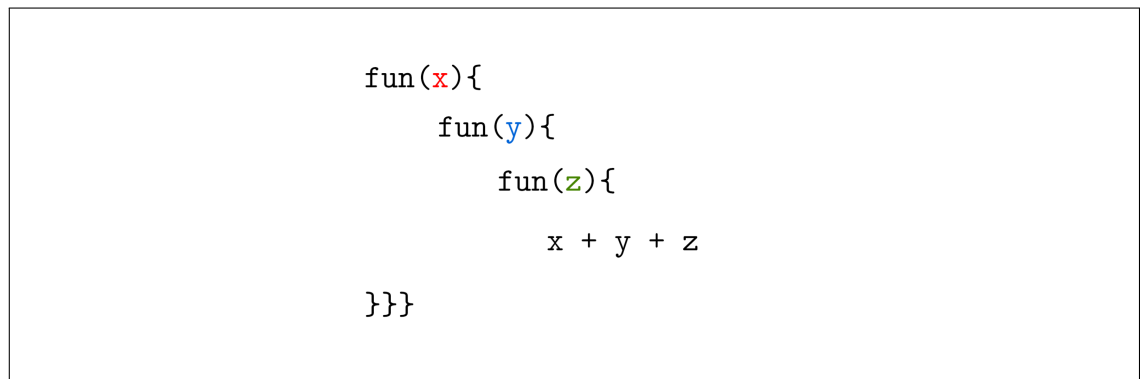 fun(x){
fun(y){
fun(z){
x + y + z
}}}